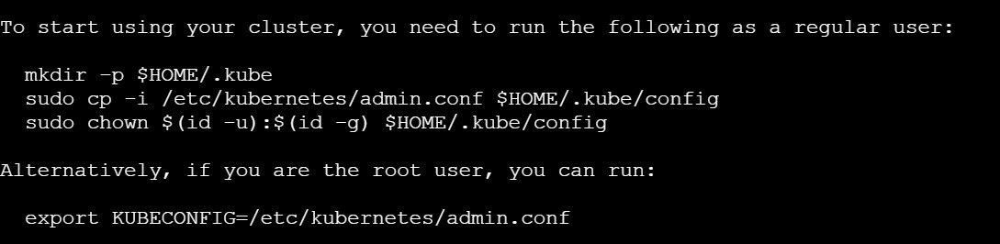 To start using your cluster, you need to run the following as a regular user:
mkdir -p $HOME/.kube
sudo cp -i /etc/kubernetes/admin.conf $HOME/.kube/config
sudo chown $(id -u):$(id -g) $HOME/.kube/config
Alternatively, if you are the root user, you can run:
export KUBECONFIG=/etc/kubernetes/admin.conf